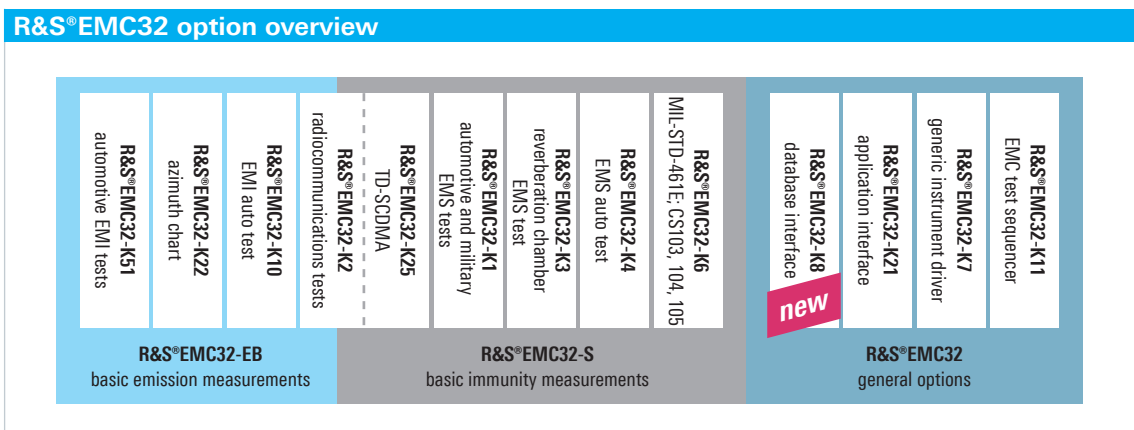 R&S®EMC32 option overview
R&S®EMC32-K51
automotive EMI tests
R&S®EMC32-K22
azimuth chart
R&S®EMC32-K10
EMI auto test
R&S®EMC32-K2
radiocommunications tests
R&S®EMC32-K25
TD-SCDMA
R&S®EMC32-K1
automotive and military
EMS tests
R&S®EMC32-K3
reverberation chamber
EMS test
R&S®EMC32-K4
EMS auto test
R&S®EMC32-K6
MIL-STD-461E; CS103, 104, 105
R&S®EMC32-K8
database interface
new
R&S®EMC32-K21
application interface
R&S®EMC32-K7
generic instrument driver
R&S®EMC32-K11
EMC test sequencer
R&S®EMC32-EB
basic emission measurements
R&S®EMC32-S
basic immunity measurements
R&S®EMC32
general options